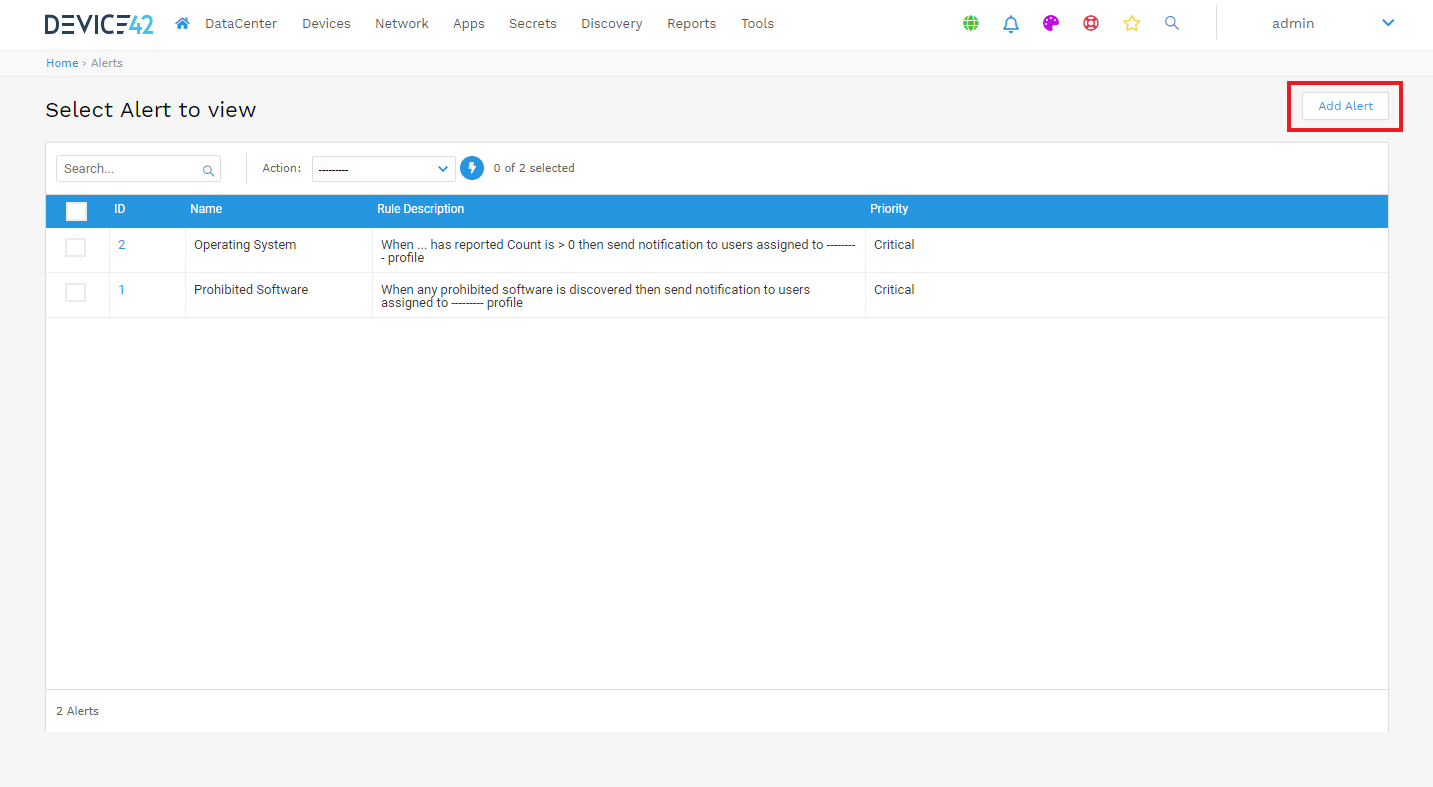 DEVICE42 DataCenter Devices Network Apps Secrets Discovery Reports Tools admin
Home › Alerts
Select Alert to view
Add Alert
Search... Action: --------- 0 of 2 selected
ID Name Rule Description Priority
2 Operating System When ... has reported Count is > 0 then send notification to users assigned to --------
- profile Critical
1 Prohibited Software When any prohibited software is discovered then send notification to users
assigned to --------- profile Critical
2 Alerts